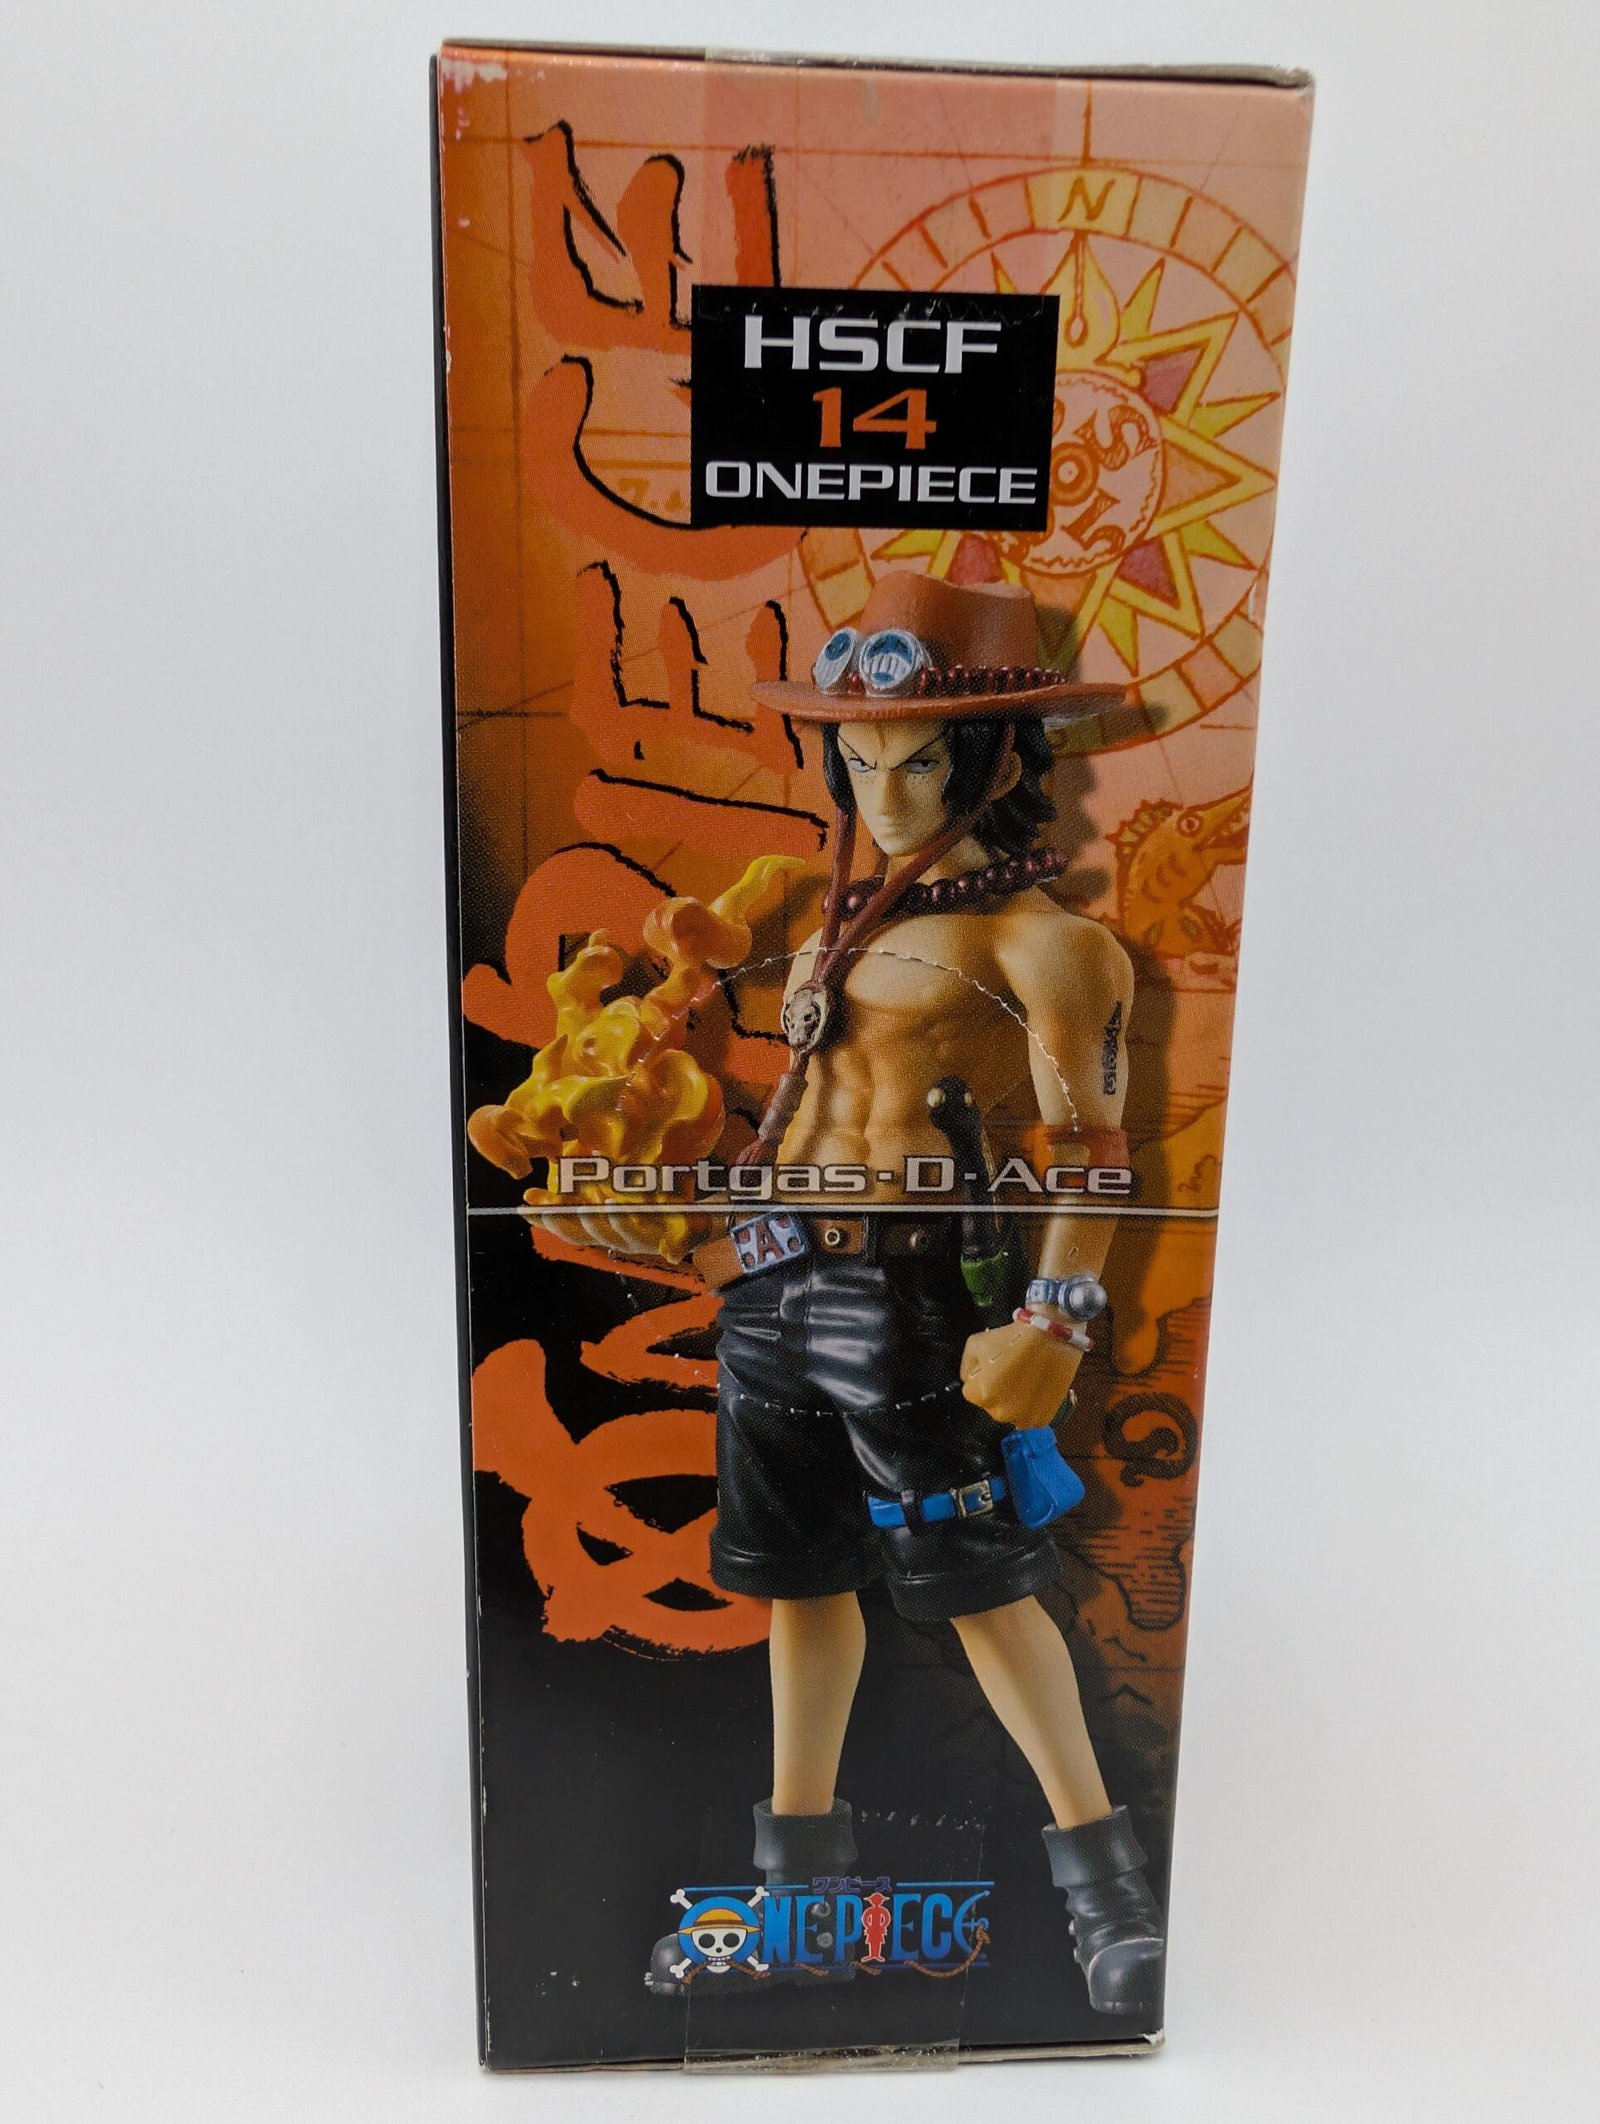 HSCF
14
ONEPIECE
N
Portgas・D・Ace
A
ワンピース
ONE PIECE